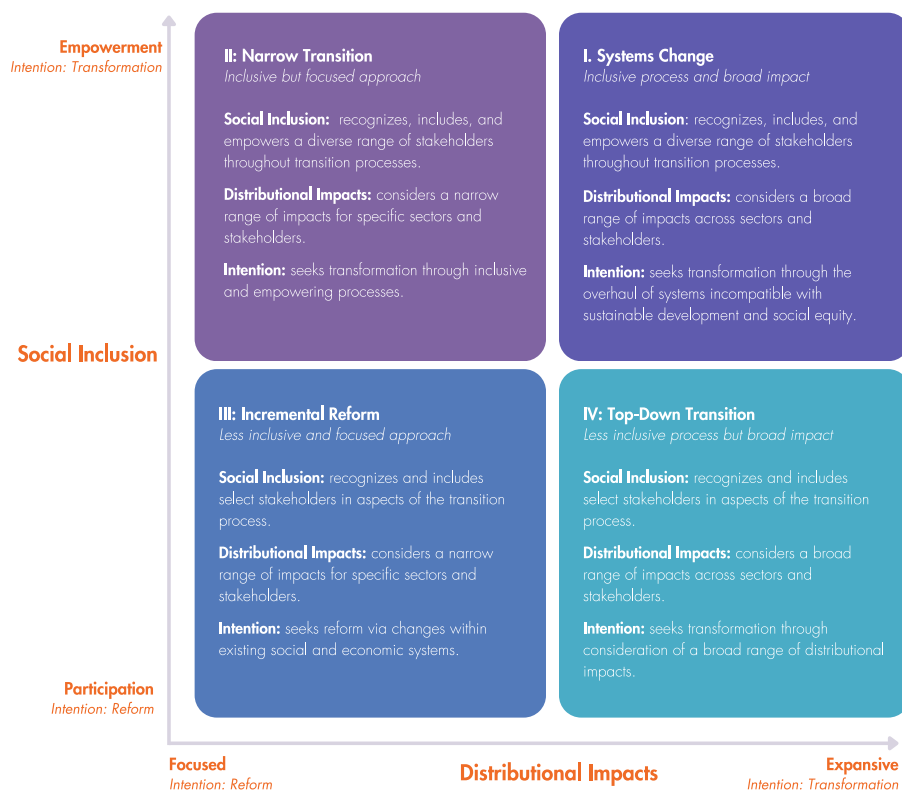 Empowerment
Intention: Transformation
II: Narrow Transition
Inclusive but focused approach
Social Inclusion: recognizes, includes, and
empowers a diverse range of stakeholders
throughout transition processes.
Distributional Impacts: considers a narrow
range of impacts for specific sectors and
stakeholders.
Intention: seeks transformation through inclusive
and empowering processes.
I. Systems Change
Inclusive process and broad impact
Social Inclusion: recognizes, includes, and
empowers a diverse range of stakeholders
throughout transition processes.
Distributional Impacts: considers a broad
range of impacts across sectors and
stakeholders.
Intention: seeks transformation through the
overhaul of systems incompatible with
sustainable development and social equity.
Social Inclusion
III: Incremental Reform
Less inclusive and focused approach
Social Inclusion: recognizes and includes
select stakeholders in aspects of the transition
process.
Distributional Impacts: considers a narrow
range of impacts for specific sectors and
stakeholders.
Intention: seeks reform via changes within
existing social and economic systems.
IV: Top-Down Transition
Less inclusive process but broad impact
Social Inclusion: recognizes and includes
select stakeholders in aspects of the transition
process.
Distributional Impacts: considers a broad
range of impacts across sectors and
stakeholders.
Intention: seeks transformation through
consideration of a broad range of distributional
impacts.
Participation
Intention: Reform
Focused
Intention: Reform
Distributional Impacts
Expansive
Intention: Transformation